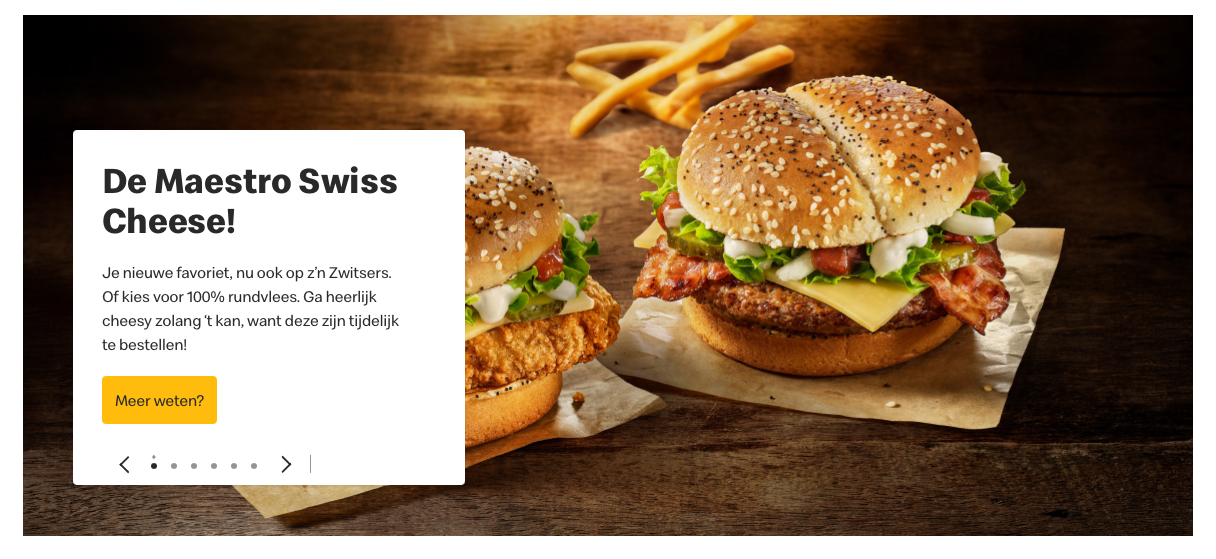 De Maestro Swiss
Cheese!
Je nieuwe favoriet, nu ook op z’n Zwitsers.
Of kies voor 100% rundvlees. Ga heerlijk
cheesy zolang ‘t kan, want deze zijn tijdelijk
te bestellen!
Meer weten?